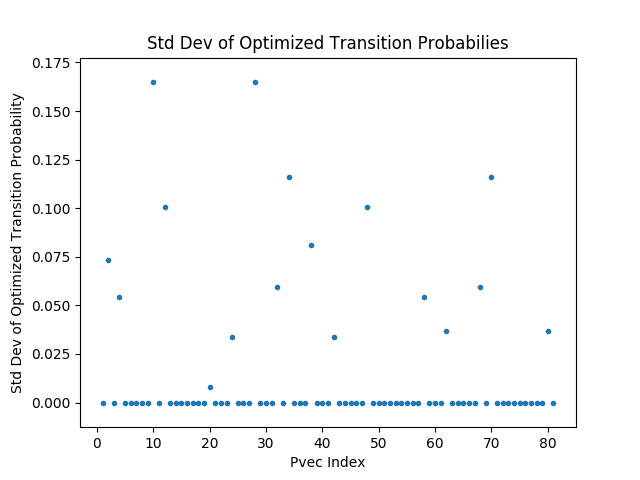 Std Dev of Optimized Transition Probabilies
0.175
0.150
0.125
0.100
0.075
0.050
0.025
0.000
Std Dev of Optimized Transition Probability
0 10 20 30 40 50 60 70 80
Pvec Index